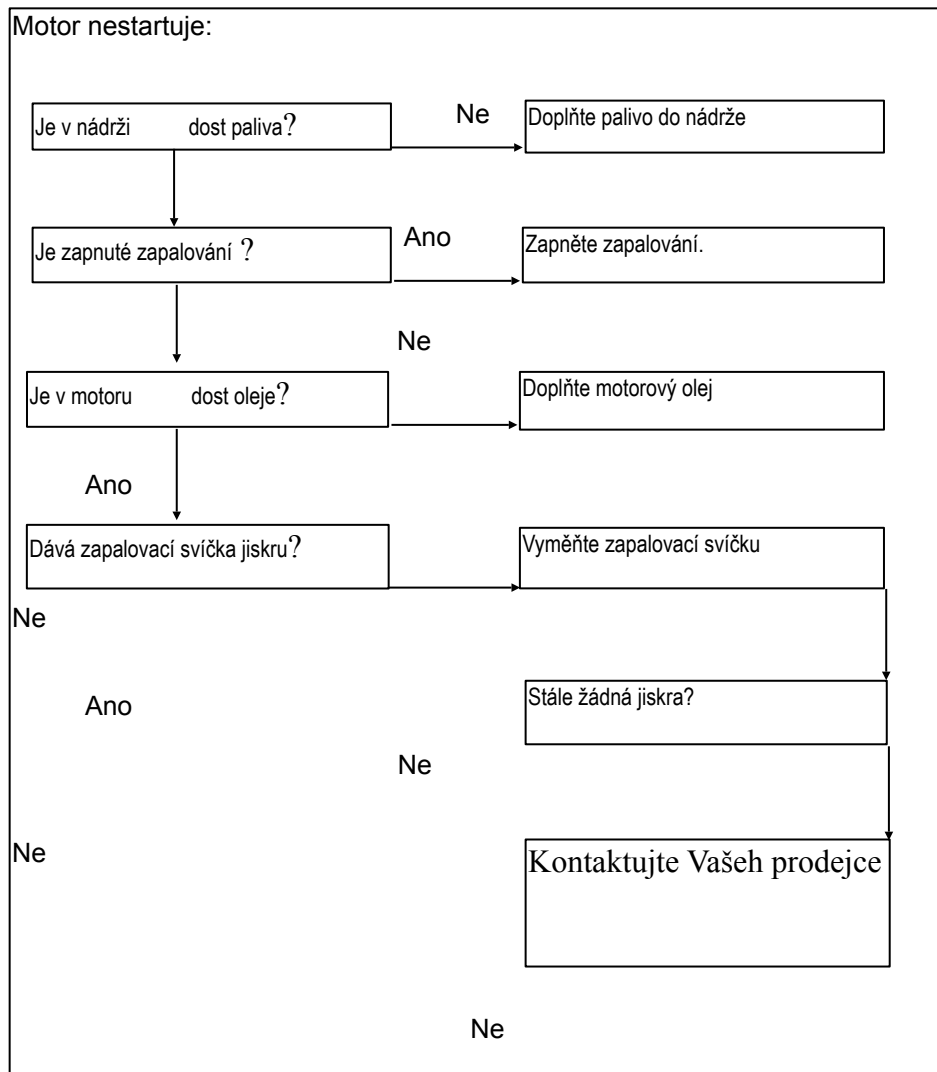 Motor nestartuje:
Je v nádrži dost paliva?
Ne
Doplňte palivo do nádrže
Je zapnuté zapalování ?
Ano
Zapněte zapalování.
Ne
Je v motoru dost oleje?
Doplňte motorový olej
Ano
Dává zapalovací svíčka jiskru?
Vyměňte zapalovací svíčku
Ne
Ano
Stále žádná jiskra?
Ne
Ne
Kontaktujte Vašeh prodejce
Ne